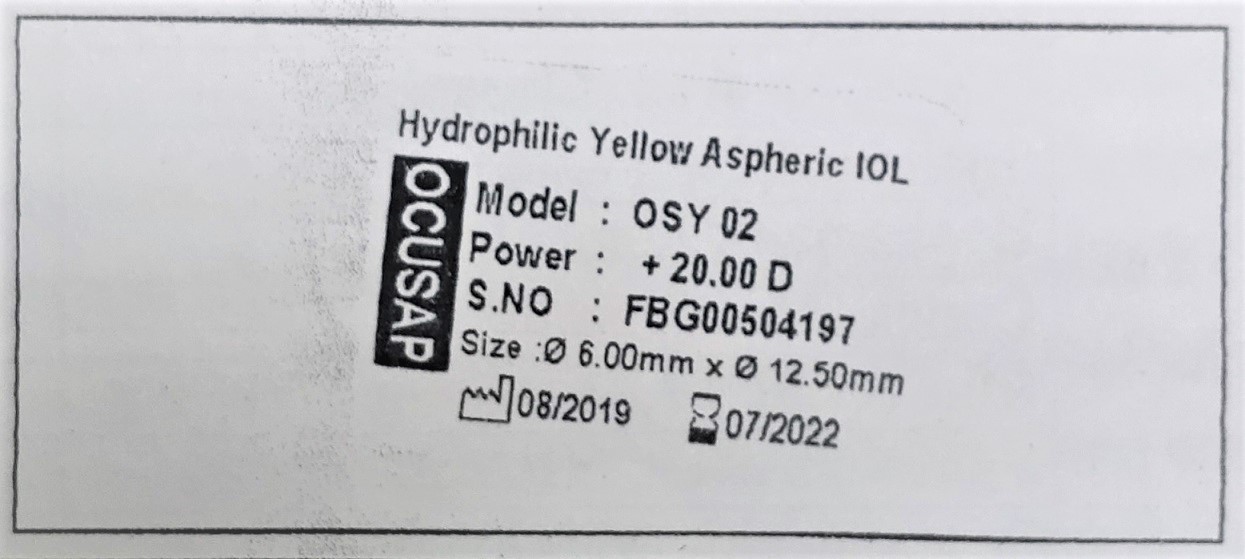 Hydrophilic Yellow Aspheric IOL
OCUSAP
Model : OSY 02
Power : + 20.00 D
S.NO : FBG00504197
Size :Ø 6.00mm x Ø 12.50mm
08/2019 07/2022